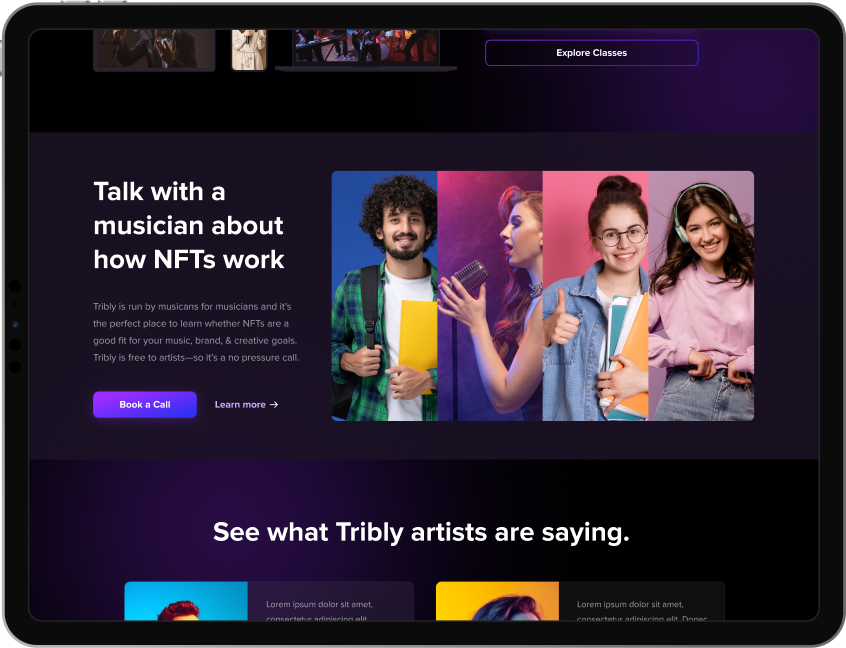 Explore Classes
Talk with a
musician about
how NFTs work
Tribly is run by musicans for musicians and it's
the perfect place to learn whether NFTs are a
good fit for your music, brand, & creative goals.
Tribly is free to artists—so it's a no pressure call.
Book a Call
Learn more →
See what Tribly artists are saying.
Lorem ipsum dolor sit amet,
consectetur adipiscing elit.
Lorem ipsum dolor sit amet,
consectetur adipiscing elit. Donec